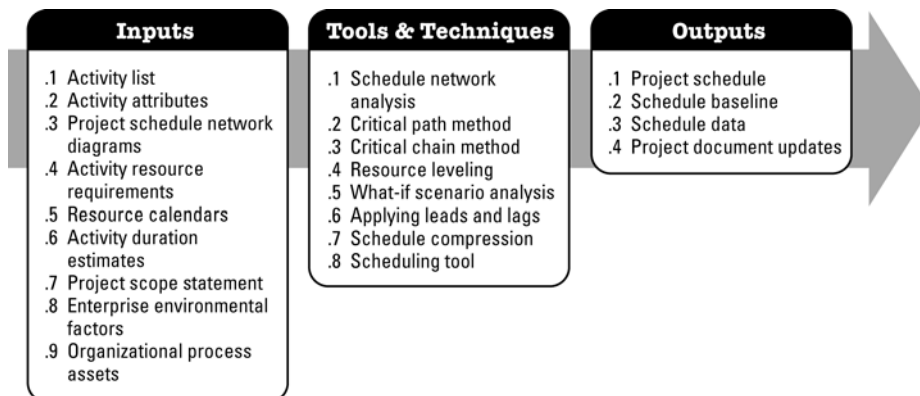 Inputs
.1 Activity list
.2 Activity attributes
.3 Project schedule network
diagrams
.4 Activity resource
requirements
.5 Resource calendars
.6 Activity duration
estimates
.7 Project scope statement
.8 Enterprise environmental
factors
.9 Organizational process
assets
Tools & Techniques
.1 Schedule network
analysis
.2 Critical path method
.3 Critical chain method
.4 Resource leveling
.5 What-if scenario analysis
.6 Applying leads and lags
.7 Schedule compression
.8 Scheduling tool
Outputs
.1 Project schedule
.2 Schedule baseline
.3 Schedule data
.4 Project document updates